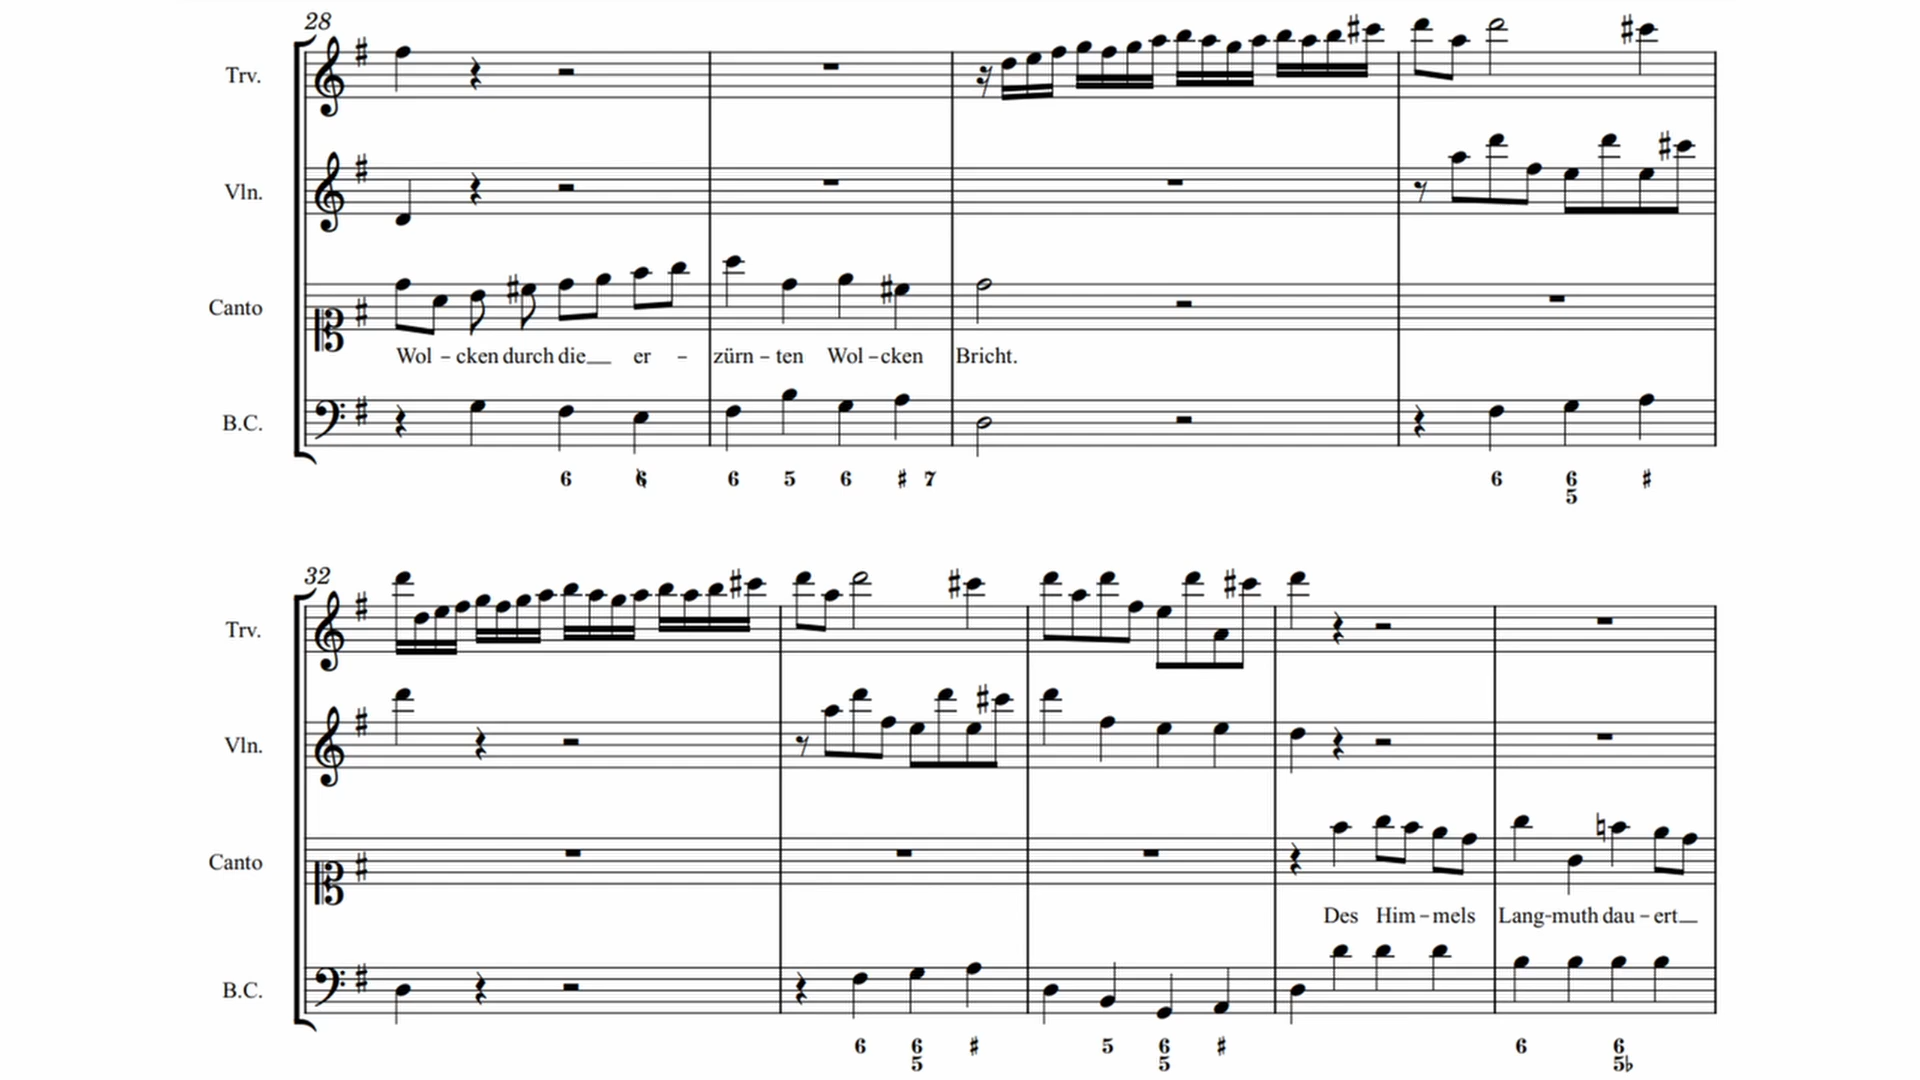 28
Trv.
Vln.
Canto
Wol – cken durch die__ er – zürn – ten Wol – cken Bricht.
B.C.
6 6 6 5 6 ♯ 7 6 6 ♯
5
32
Trv.
Vln.
Canto
Des Him – mels Lang-muth dau – ert__
B.C.
6 6 ♯ 5 6 ♯ 6 6
5 5 5♭